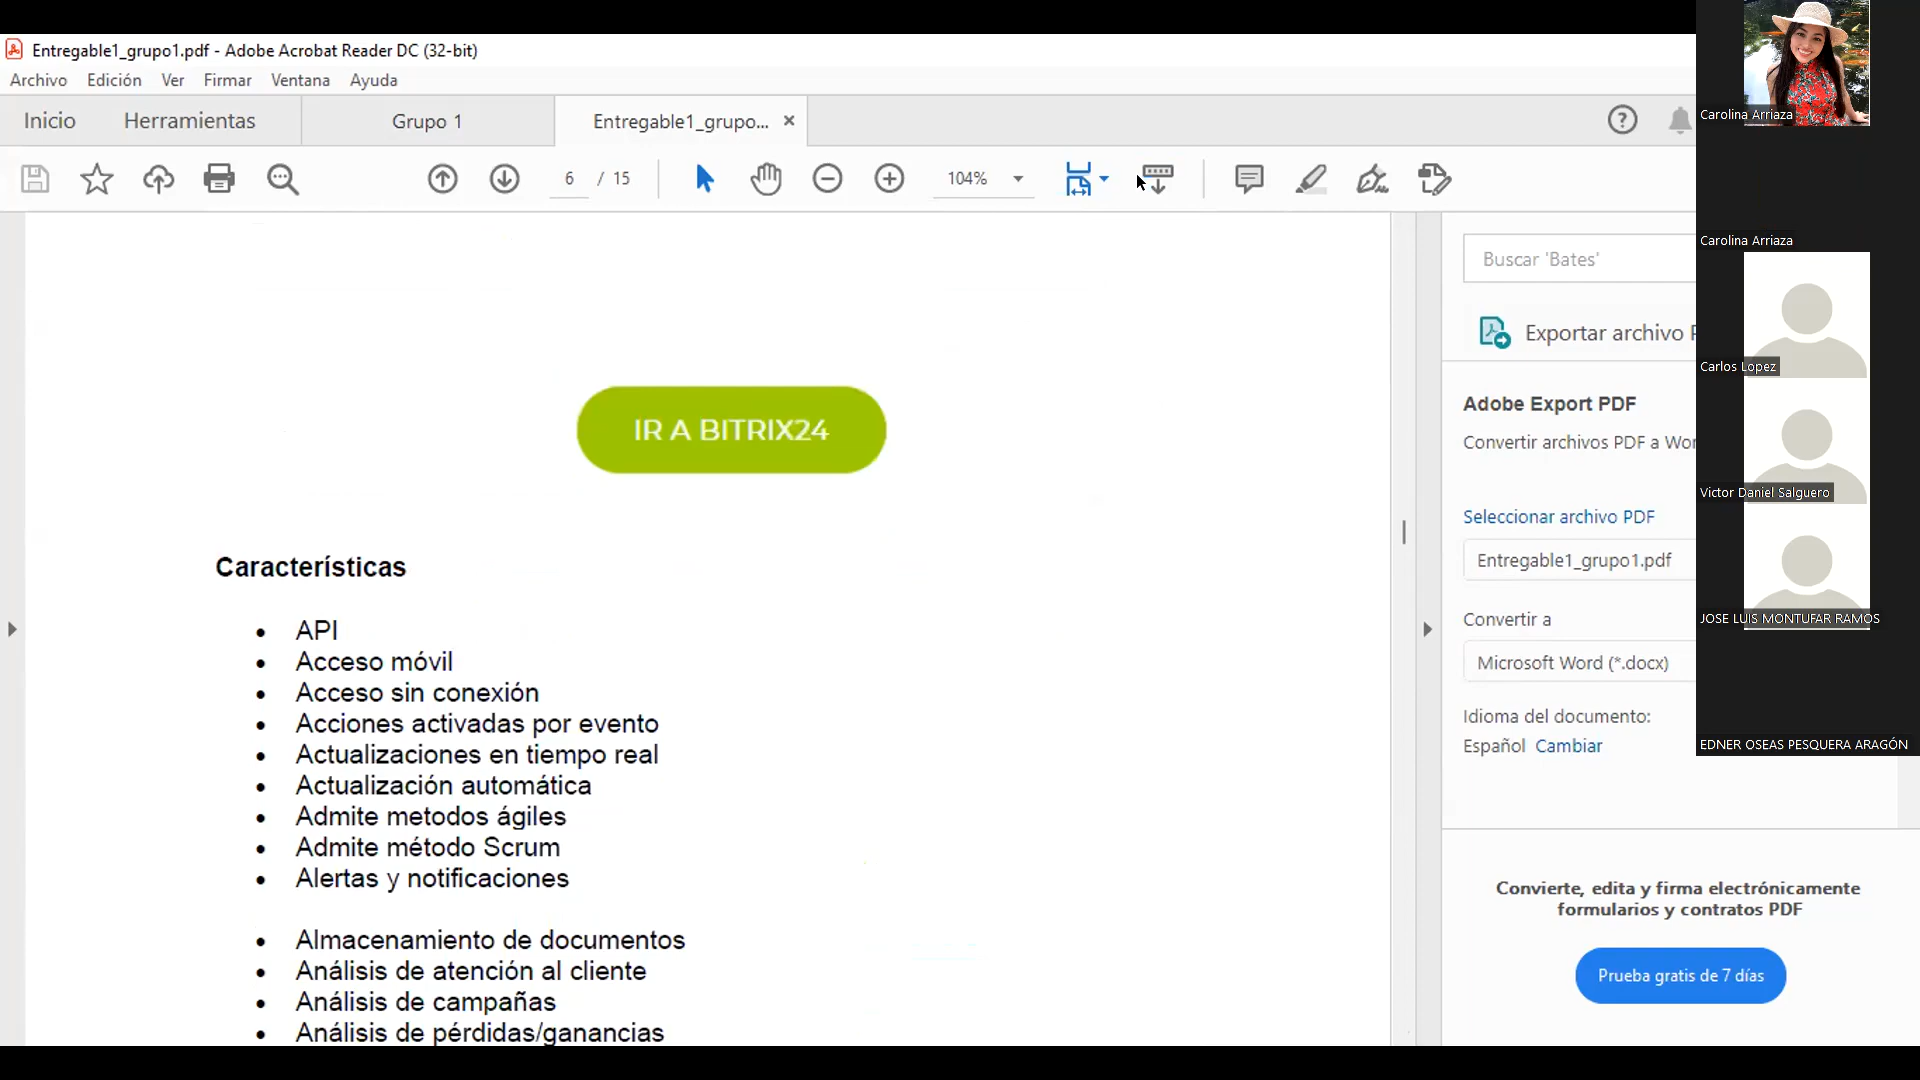 Entregable1_grupo1.pdf - Adobe Acrobat Reader DC (32-bit)
Archivo Edición Ver Firmar Ventana Ayuda
Inicio Herramientas Grupo 1 Entregable1_grupo... ×
6 / 15 104%
IR A BITRIX24
Características
• API
• Acceso móvil
• Acceso sin conexión
• Acciones activadas por evento
• Actualizaciones en tiempo real
• Actualización automática
• Admite metodos ágiles
• Admite método Scrum
• Alertas y notificaciones
• Almacenamiento de documentos
• Análisis de atención al cliente
• Análisis de campañas
• Análisis de pérdidas/ganancias
Buscar 'Bates'
Exportar archivo P
Adobe Export PDF
Convertir archivos PDF a Wor
Seleccionar archivo PDF
Entregable1_grupo1.pdf
Convertir a
Microsoft Word (*.docx)
Idioma del documento:
Español Cambiar
Convierte, edita y firma electrónicamente
formularios y contratos PDF
Prueba gratis de 7 días
Carolina Arriaza
Carolina Arriaza
Carlos Lopez
Victor Daniel Salguero
JOSE LUIS MONTUFAR RAMOS
EDNER OSEAS PESQUERA ARAGÓN